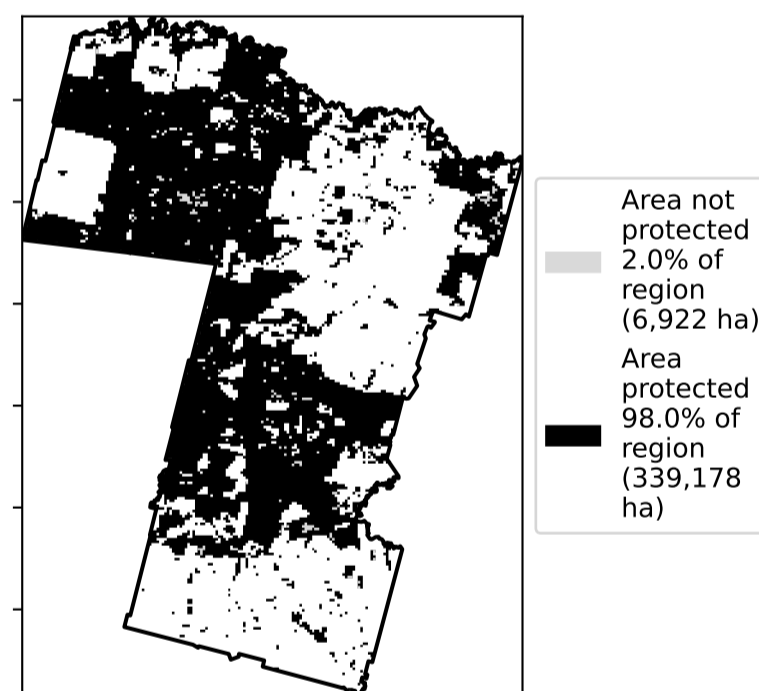 Area not
protected
2.0% of
region
(6,922 ha)
Area
protected
98.0% of
region
(339,178
ha)